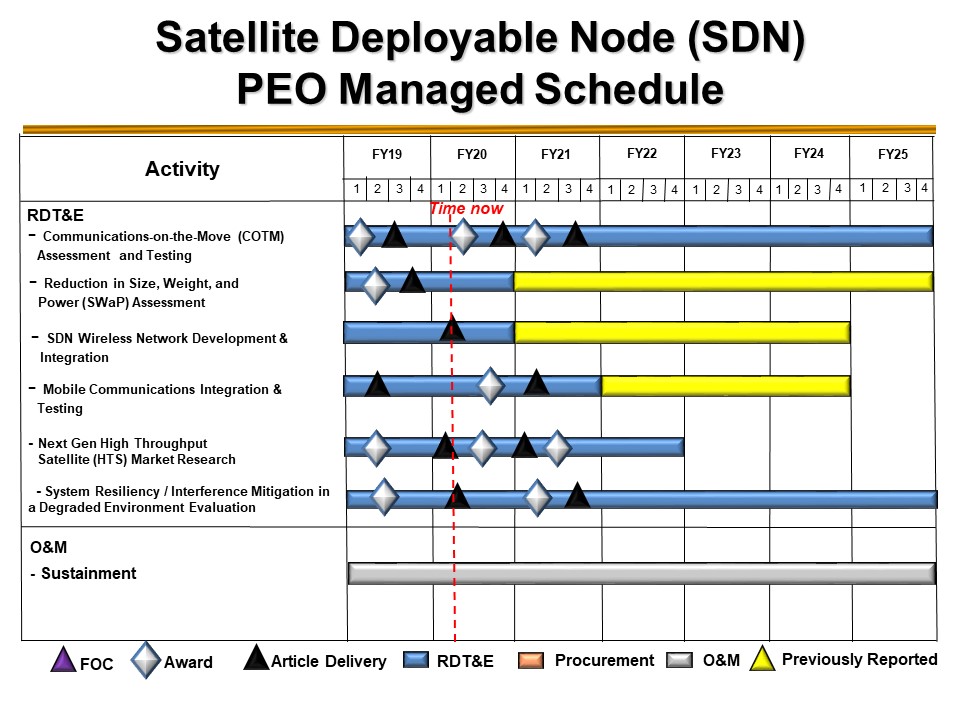 Satellite Deployable Node (SDN)
PEO Managed Schedule
Activity FY19 FY20 FY21 FY22 FY23 FY24 FY25
1 2 3 4 1 2 3 4 1 2 3 4 1 2 3 4 1 2 3 4 1 2 3 4 1 2 3 4
Time now
RDT&E
- Communications-on-the-Move (COTM)
Assessment and Testing
- Reduction in Size, Weight, and
Power (SWaP) Assessment
- SDN Wireless Network Development &
Integration
- Mobile Communications Integration &
Testing
- Next Gen High Throughput
Satellite (HTS) Market Research
- System Resiliency / Interference Mitigation in
a Degraded Environment Evaluation
O&M
- Sustainment
FOC Award Article Delivery RDT&E Procurement O&M Previously Reported